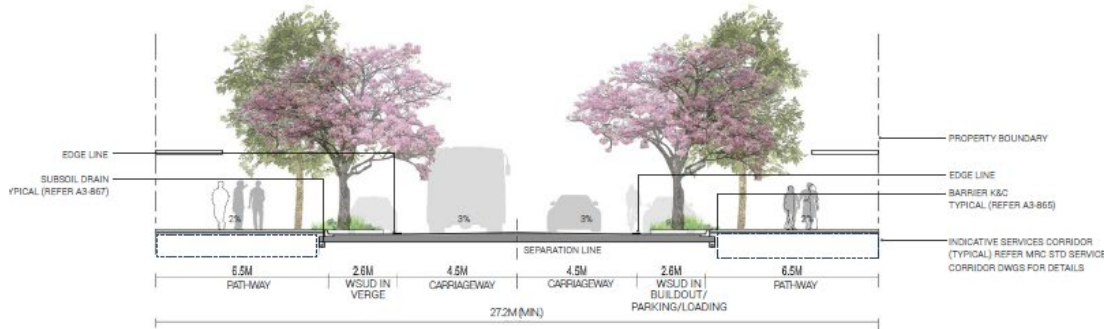 PROPERTY BOUNDARY
EDGE LINE
SUBSOIL DRAIN
TYPICAL (REFER A3-867)
EDGE LINE
BARRIER K&C
TYPICAL (REFER A3-865)
2%
3%
3%
2%
SEPARATION LINE
INDICATIVE SERVICES CORRIDOR
(TYPICAL) REFER MRC STD SERVICE
CORRIDOR DWGS FOR DETAILS
6.5M
PATHWAY
2.6M
WSUD IN
VERGE
4.5M
CARRIAGEWAY
4.5M
CARRIAGEWAY
2.6M
WSUD IN
BUILDOUT/
PARKING/LOADING
6.5M
PATHWAY
27.2M (MIN.)